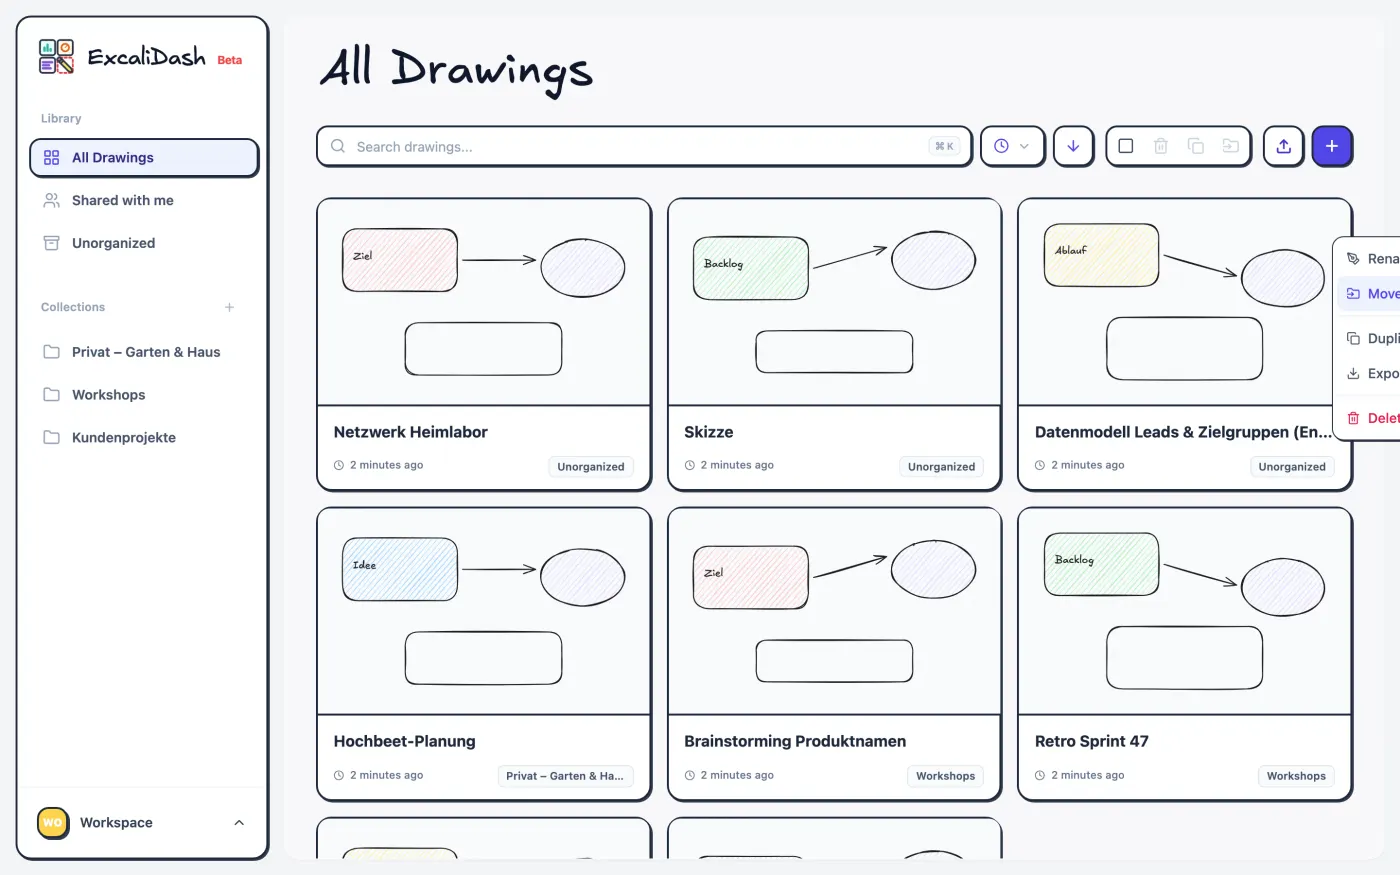 ExcaliDash Beta
Library
All Drawings
Shared with me
Unorganized
Collections
Privat – Garten & Haus
Workshops
Kundenprojekte
WO
Workspace
All Drawings
Search drawings...
⌘ K
Ziel
Netzwerk Heimlabor
2 minutes ago
Unorganized
Backlog
Skizze
2 minutes ago
Unorganized
Ablauf
Datenmodell Leads & Zielgruppen (En...
2 minutes ago
Unorganized
Rena
Move
Dupli
Expo
Delet
Idee
Hochbeet-Planung
2 minutes ago
Privat – Garten & Ha...
Ziel
Brainstorming Produktnamen
2 minutes ago
Workshops
Backlog
Retro Sprint 47
2 minutes ago
Workshops